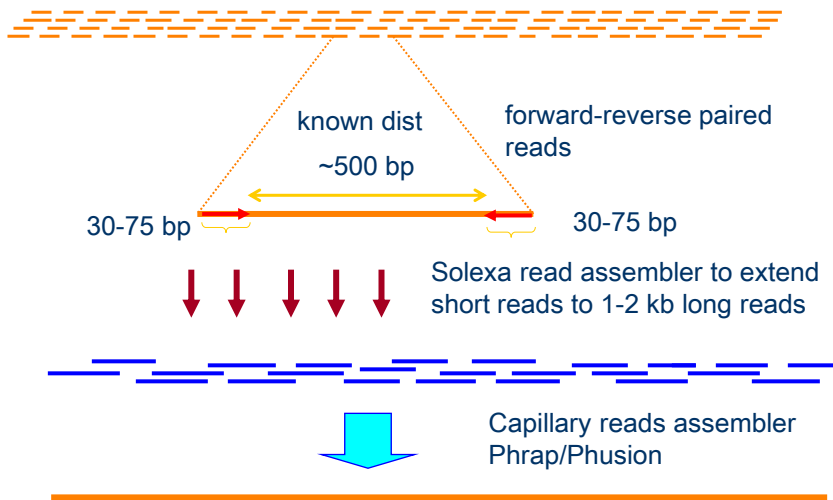 known dist
~500 bp
forward-reverse paired
reads
30-75 bp
30-75 bp
Solexa read assembler to extend
short reads to 1-2 kb long reads
Capillary reads assembler
Phrap/Phusion